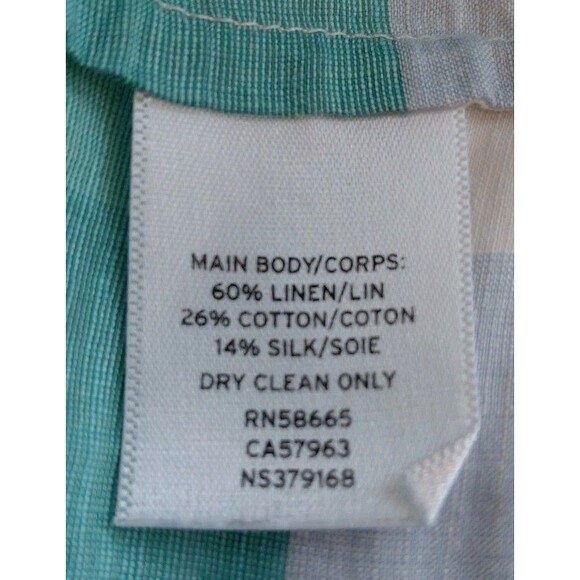 MAIN BODY/CORPS:
60% LINEN/LIN
26% COTTON/COTON
14% SILK/SOIE
DRY CLEAN ONLY
RN58665
CA57963
NS379168